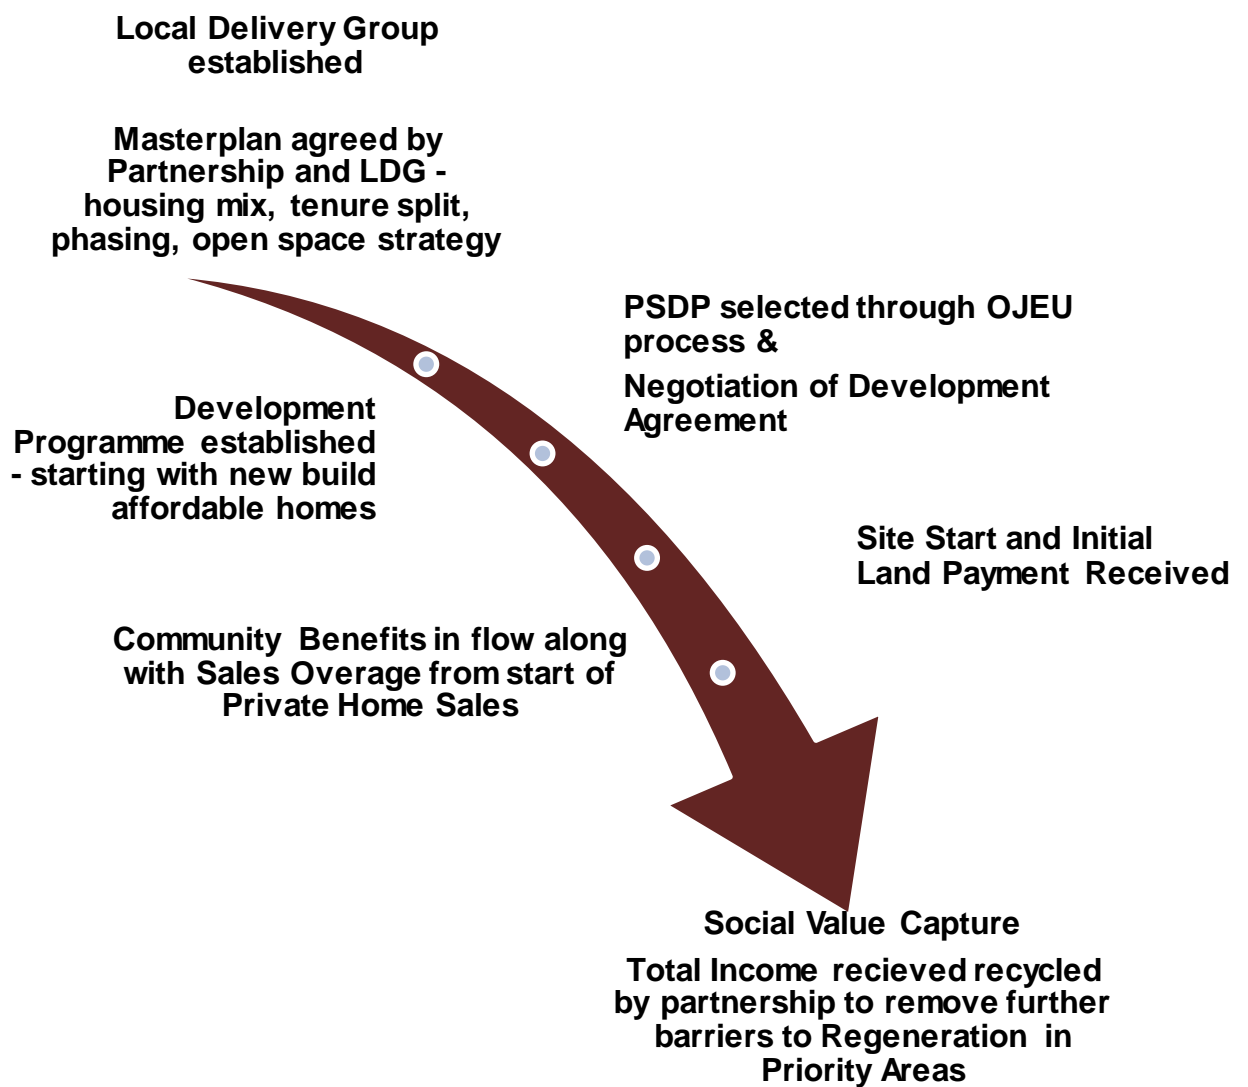 Local Delivery Group
established
Masterplan agreed by
Partnership and LDG -
housing mix, tenure split,
phasing, open space strategy
PSDP selected through OJEU
process &
Negotiation of Development
Agreement
Development
Programme established
- starting with new build
affordable homes
Site Start and Initial
Land Payment Received
Community Benefits in flow along
with Sales Overage from start of
Private Home Sales
Social Value Capture
Total Income recieved recycled
by partnership to remove further
barriers to Regeneration in
Priority Areas